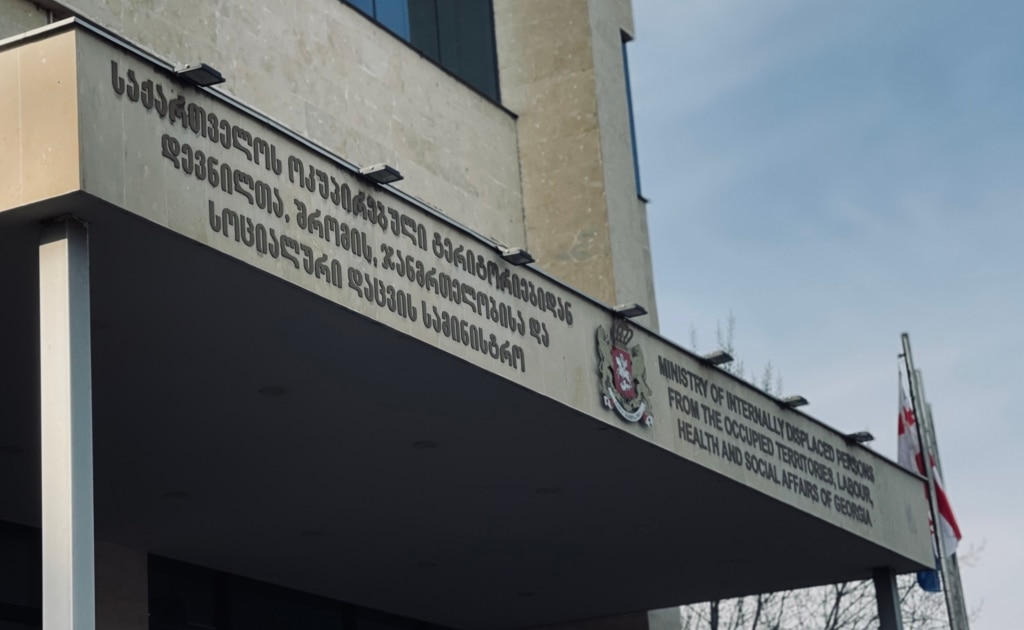 საქართველოს ოკუპირებული ტერიტორიებიდან
დევნილთა, შრომის, ჯანმრთელობისა და
სოციალური დაცვის სამინისტრო
MINISTRY OF INTERNALLY DISPLACED PERSONS
FROM THE OCCUPIED TERRITORIES, LABOUR,
HEALTH AND SOCIAL AFFAIRS OF GEORGIA